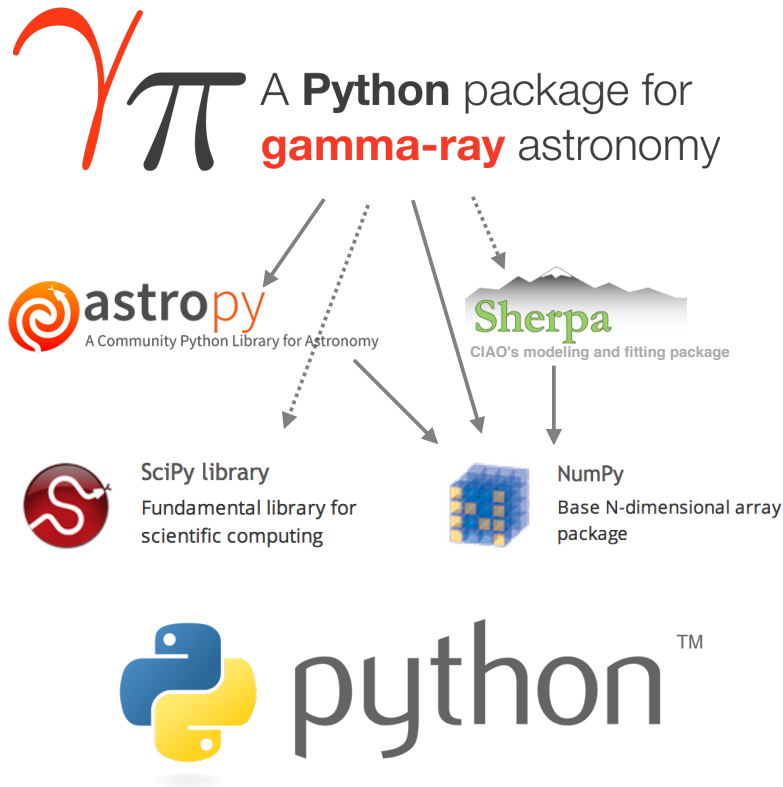 γπ
A Python package for
gamma-ray astronomy
astropy
A Community Python Library for Astronomy
Sherpa
CIAO's modeling and fitting package
SciPy library
Fundamental library for
scientific computing
NumPy
Base N-dimensional array
package
python
TM